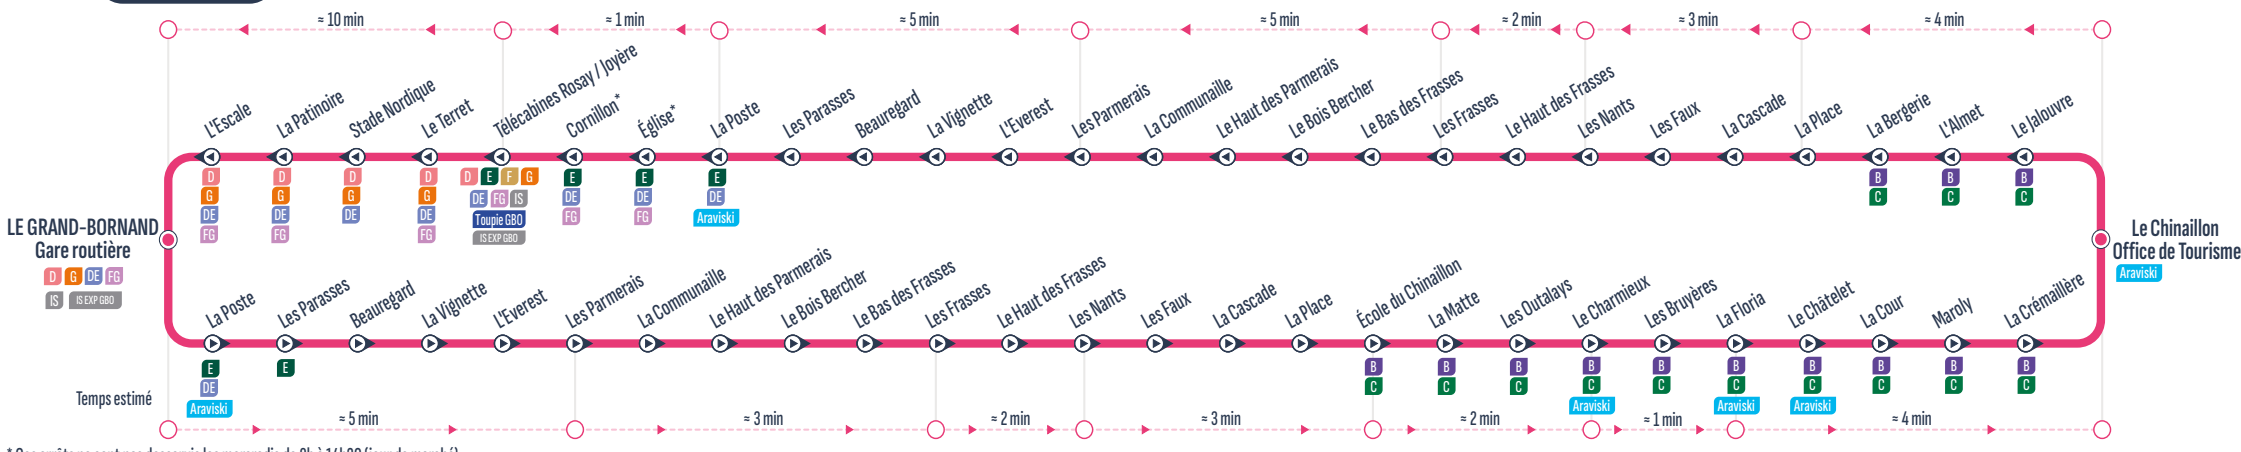 ≈ 10 min ≈ 1 min ≈ 5 min ≈ 5 min ≈ 2 min ≈ 3 min ≈ 4 min
L'Escale
La Patinoire
Stade Nordique
Le Terret
Télécabines Rosay / Joyère
Cornillon*
Église*
La Poste
Les Parasses
Beauregard
La Vignette
L'Everest
Les Parmerais
La Communaille
Le Haut des Parmerais
Le Bois Bercher
Le Bas des Frasses
Les Frasses
Le Haut des Frasses
Les Nants
Les Faux
La Cascade
La Place
La Bergerie
L'Almet
Le Jalouvre
D G DE FG
D G DE FG
D G DE
D G DE FG
D E F G
DE FG IS
Toupie GBO
IS EXP GBO
E DE FG
E DE FG
E DE Araviski
B C
B C
B C
LE GRAND-BORNAND
Gare routière
D G DE FG
IS IS EXP GBO
Le Chinaillon
Office de Tourisme
Araviski
La Poste
Les Parasses
Beauregard
La Vignette
L'Everest
Les Parmerais
La Communaille
Le Haut des Parmerais
Le Bois Bercher
Le Bas des Frasses
Les Frasses
Le Haut des Frasses
Les Nants
Les Faux
La Cascade
La Place
École du Chinaillon
La Matte
Les Outalays
Le Charmieux
Les Bruyères
La Floria
Le Châtelet
La Cour
Maroly
La Crémaillère
E DE Araviski
E
B C
B C
B C
B C Araviski
B C
B C Araviski
B C Araviski
B C
B C
B C
Temps estimé
≈ 5 min ≈ 3 min ≈ 2 min ≈ 3 min ≈ 2 min ≈ 1 min ≈ 4 min